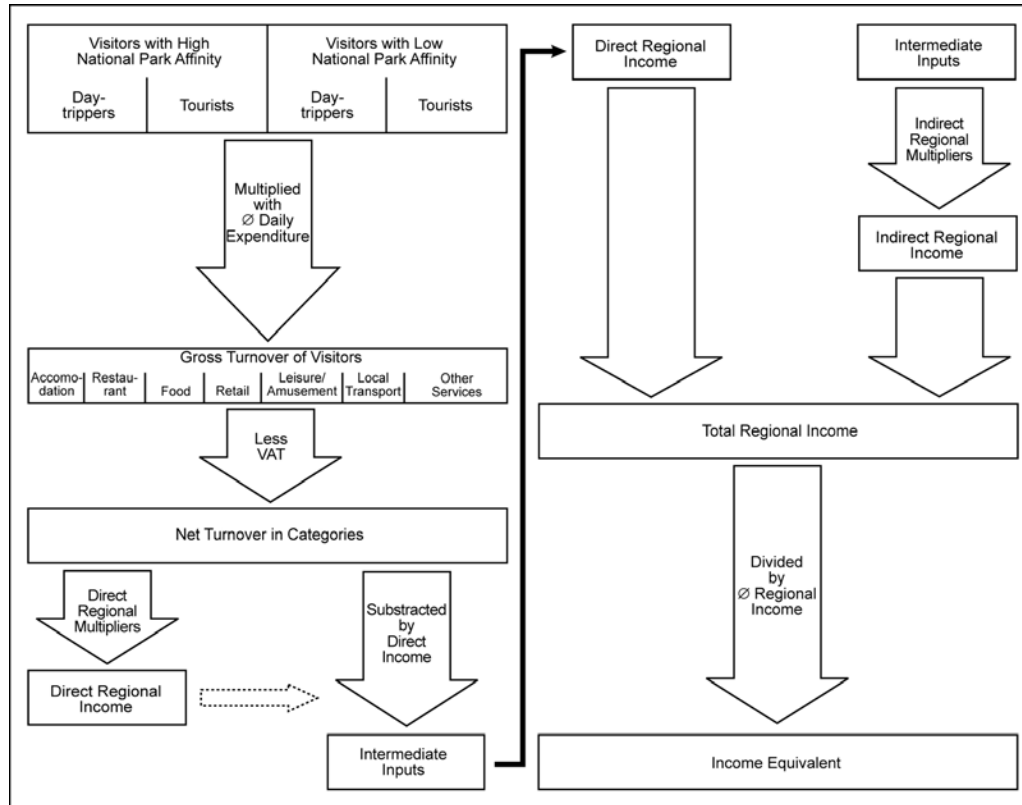 Visitors with High
National Park Affinity
Visitors with Low
National Park Affinity
Day-
trippers
Tourists
Day-
trippers
Tourists
Multiplied
with
∅ Daily
Expenditure
Gross Turnover of Visitors
Accomo-
dation
Restau-
rant
Food
Retail
Leisure/
Amusement
Local
Transport
Other
Services
Less
VAT
Net Turnover in Categories
Direct
Regional
Multipliers
Substracted
by
Direct
Income
Direct Regional
Income
Intermediate
Inputs
Direct Regional
Income
Intermediate
Inputs
Indirect
Regional
Multipliers
Indirect Regional
Income
Total Regional Income
Divided
by
∅ Regional
Income
Income Equivalent